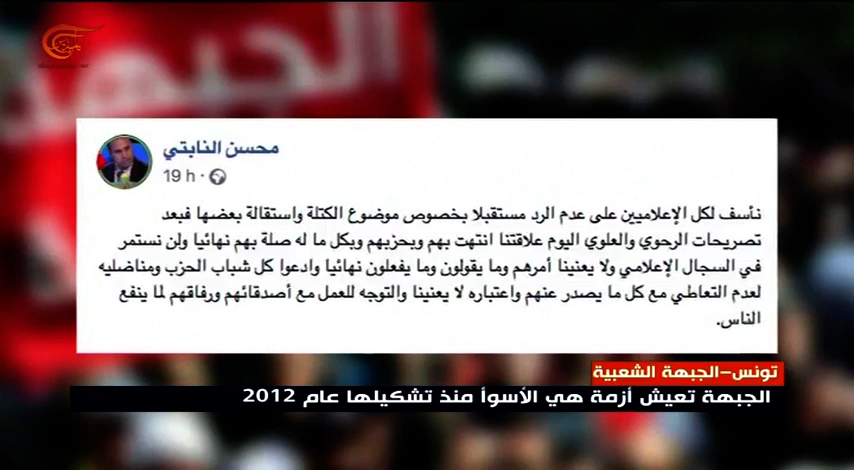 الميادين
الجبهة
محسن النابتي
19 h ·
نأسف لكل الإعلاميين على عدم الرد مستقبلا بخصوص موضوع الكتلة واستقالة بعضها فبعد
تصريحات الرحوي والعلوي اليوم علاقتنا انتهت بهم وبحزبهم وبكل ما له صلة بهم نهائيا ولن نستمر
في السجال الإعلامي ولا يعنينا أمرهم وما يقولون وما يفعلون نهائيا وادعوا كل شباب الحزب ومناضليه
لعدم التعاطي مع كل ما يصدر عنهم واعتباره لا يعنينا والتوجه للعمل مع أصدقائهم ورفاقهم لما ينفع
الناس.
تونس-الجبهة الشعبية
الجبهة تعيش أزمة هي الأسوأ منذ تشكيلها عام 2012